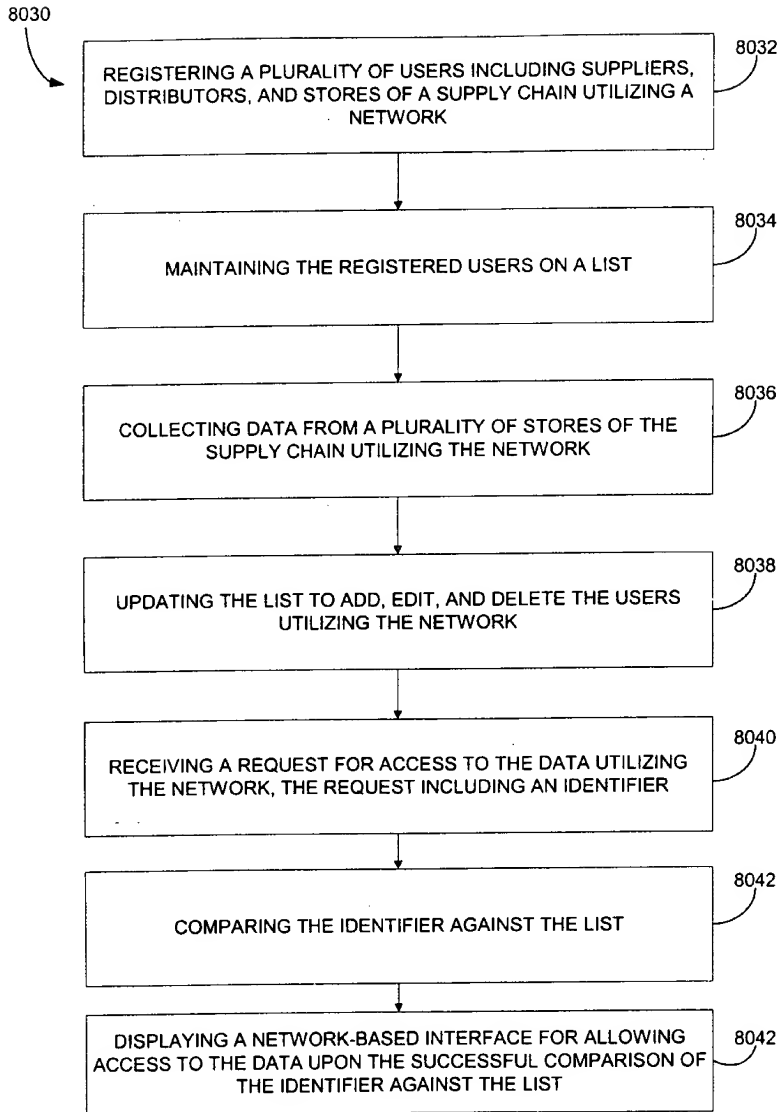 8030
8032
REGISTERING A PLURALITY OF USERS INCLUDING SUPPLIERS,
DISTRIBUTORS, AND STORES OF A SUPPLY CHAIN UTILIZING A
NETWORK
8034
MAINTAINING THE REGISTERED USERS ON A LIST
8036
COLLECTING DATA FROM A PLURALITY OF STORES OF THE
SUPPLY CHAIN UTILIZING THE NETWORK
8038
UPDATING THE LIST TO ADD, EDIT, AND DELETE THE USERS
UTILIZING THE NETWORK
8040
RECEIVING A REQUEST FOR ACCESS TO THE DATA UTILIZING
THE NETWORK, THE REQUEST INCLUDING AN IDENTIFIER
8042
COMPARING THE IDENTIFIER AGAINST THE LIST
DISPLAYING A NETWORK-BASED INTERFACE FOR ALLOWING
ACCESS TO THE DATA UPON THE SUCCESSFUL COMPARISON OF
8042
THE IDENTIFIER AGAINST THE LIST